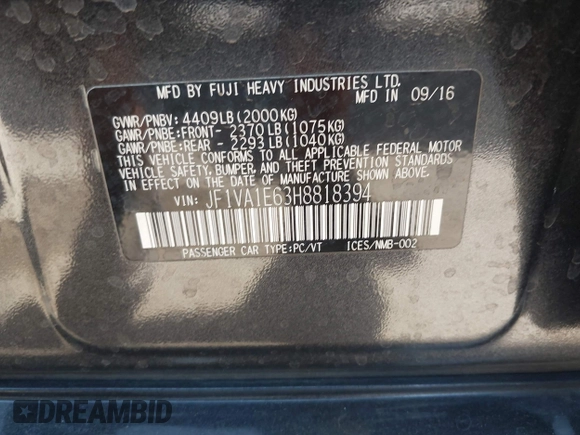 MFD BY FUJI HEAVY INDUSTRIES LTD.
MFD IN 09/16
GVWR/PNBV: 4409LB(2000KG)
GAWR/PNBE:FRONT- 2370LB(1075KG)
GAWR/PNBE:REAR - 2293LB(1040KG)
THIS VEHICLE CONFORMS TO ALL APPLICABLE FEDERAL MOTOR
VEHICLE SAFETY, BUMPER, AND THEFT PREVENTION STANDARDS
IN EFFECT ON THE DATE OF MANUFACTURE SHOWN ABOVE.
VIN: JF1VA1E63H8818394
PASSENGER CAR TYPE:PC/VT ICES/NMB-002
DREAMBID